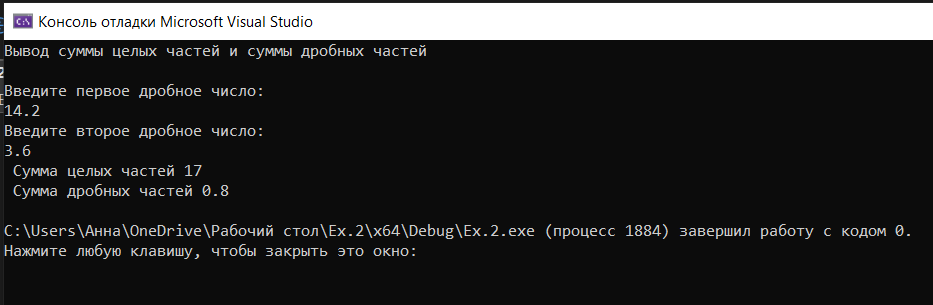 Консоль отладки Microsoft Visual Studio
Вывод суммы целых частей и суммы дробных частей
Введите первое дробное число:
14.2
Введите второе дробное число:
3.6
Сумма целых частей 17
Сумма дробных частей 0.8
C:\Users\Анна\OneDrive\Рабочий стол\Ex.2\x64\Debug\Ex.2.exe (процесс 1884) завершил работу с кодом 0.
Нажмите любую клавишу, чтобы закрыть это окно: